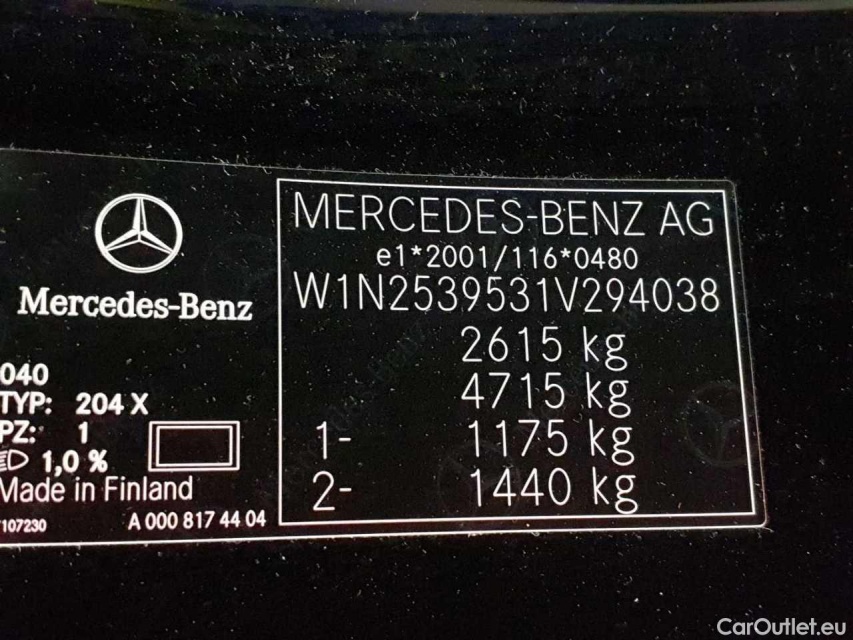 Mercedes-Benz
040
TYP: 204 X
PZ: 1
1,0 %
Made in Finland
107230 A 000 817 44 04
MERCEDES-BENZ AG
e1*2001/116*0480
W1N2539531V294038
2615 kg
4715 kg
1- 1175 kg
2- 1440 kg
CarOutlet.eu